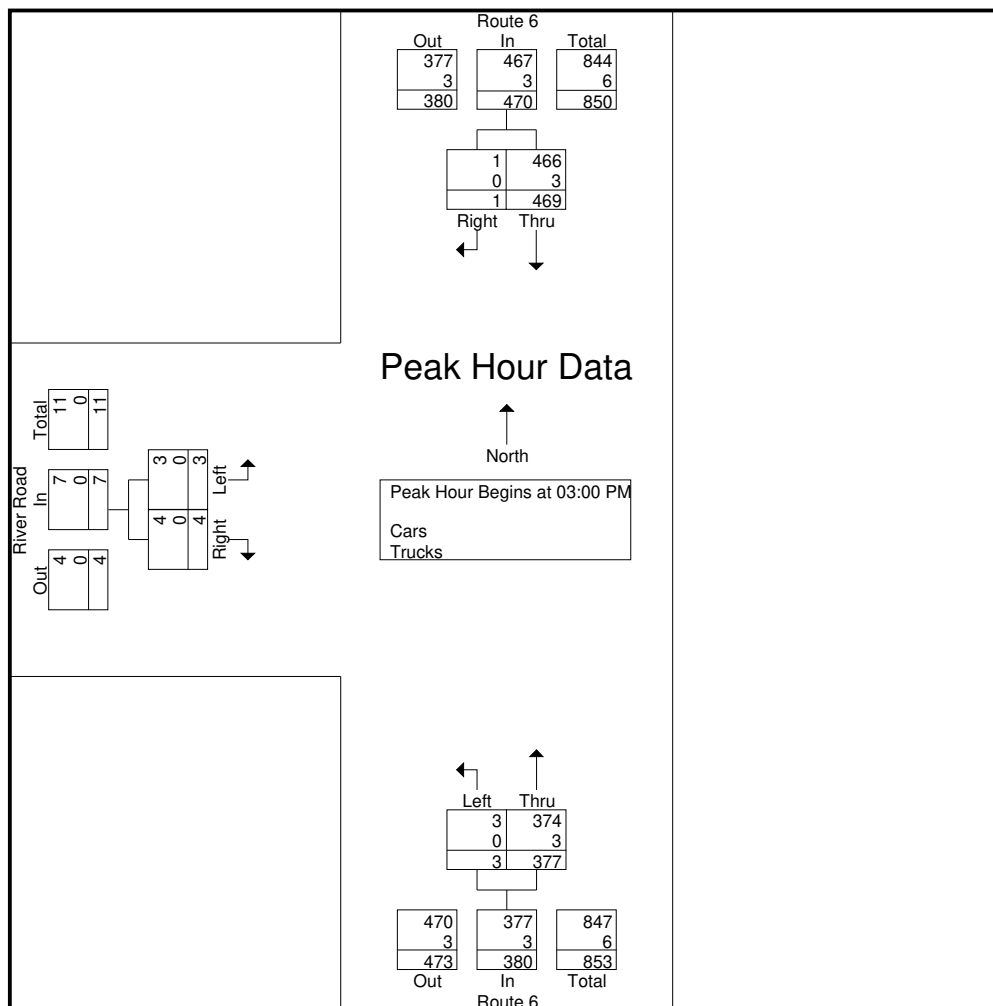 Route 6
Out In Total
377 467 844
3 3 6
380 470 850
1 466
0 3
1 469
Right Thru
Peak Hour Data
North
Peak Hour Begins at 03:00 PM
Cars
Trucks
River Road
Total
11
0
11
In
7
0
7
Out
4
0
4
3
0
3
Left
4
0
4
Right
Left Thru
3 374
0 3
3 377
470 377 847
3 3 6
473 380 853
Out In Total
Route 6